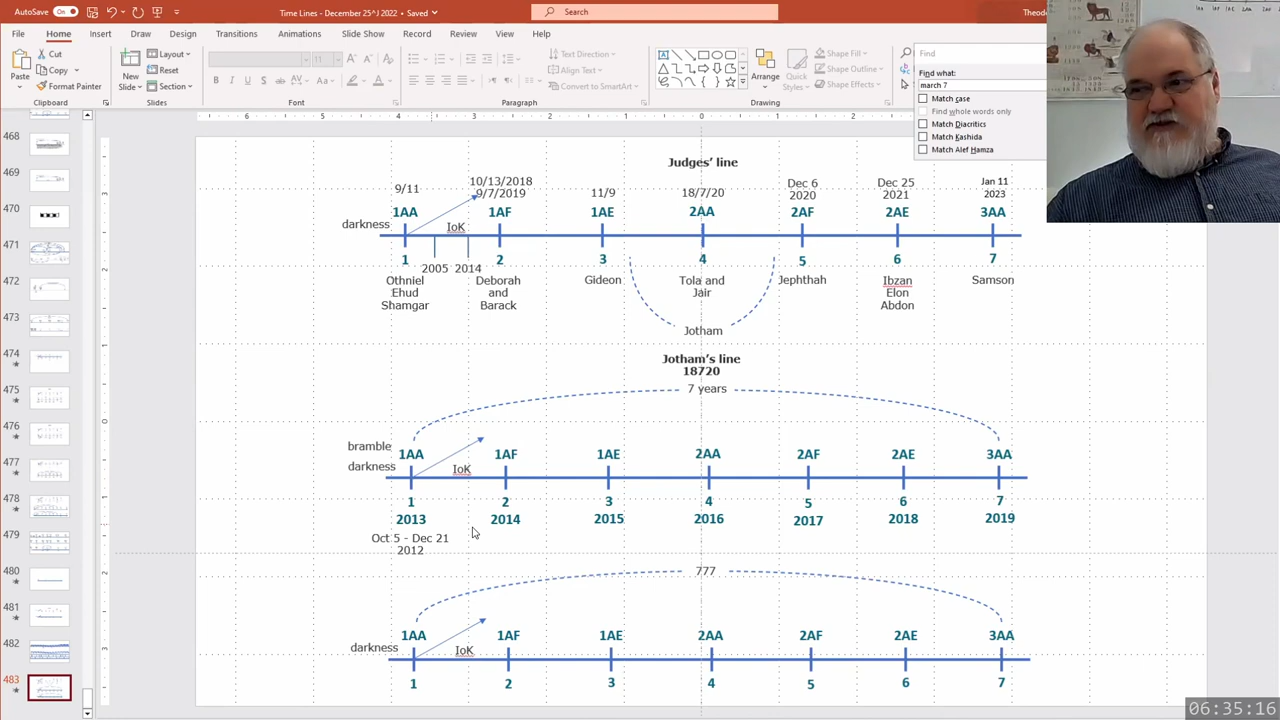 AutoSave On
Time Lines - December 25th 2022 • Saved
Search
Theodo
File Home Insert Draw Design Transitions Animations Slide Show Record Review View Help
Paste
Cut
Copy
Format Painter
Clipboard
New Slide
Layout
Reset
Section
Slides
B I U S
Font
Paragraph
Text Direction
Align Text
Convert to SmartArt
Arrange
Quick Styles
Shape Fill
Shape Outline
Shape Effects
Drawing
Find
Find what:
march 7
Match case
Find whole words only
Match Diacritics
Match Kashida
Match Alef Hamza
6 4 3 2 0 2
468
469
470
471
472
473
474
475
476
477
478
479
480
481
482
483
Judges’ line
9/11
10/13/2018
9/7/2019
11/9
18/7/20
Dec 6
2020
Dec 25
2021
Jan 11
2023
1AA 1AF 1AE 2AA 2AF 2AE 3AA
darkness
IoK
1 2 3 4 5 6 7
2005 2014
Othniel
Ehud
Shamgar
Deborah
and
Barack
Gideon
Tola and
Jair
Jephthah
Ibzan
Elon
Abdon
Samson
Jotham
Jotham’s line
18720
7 years
bramble
1AA 1AF 1AE 2AA 2AF 2AE 3AA
darkness
IoK
1 2 3 4 5 6 7
2013 2014 2015 2016 2017 2018 2019
Oct 5 - Dec 21
2012
777
1AA 1AF 1AE 2AA 2AF 2AE 3AA
darkness
IoK
1 2 3 4 5 6 7
06:35:16